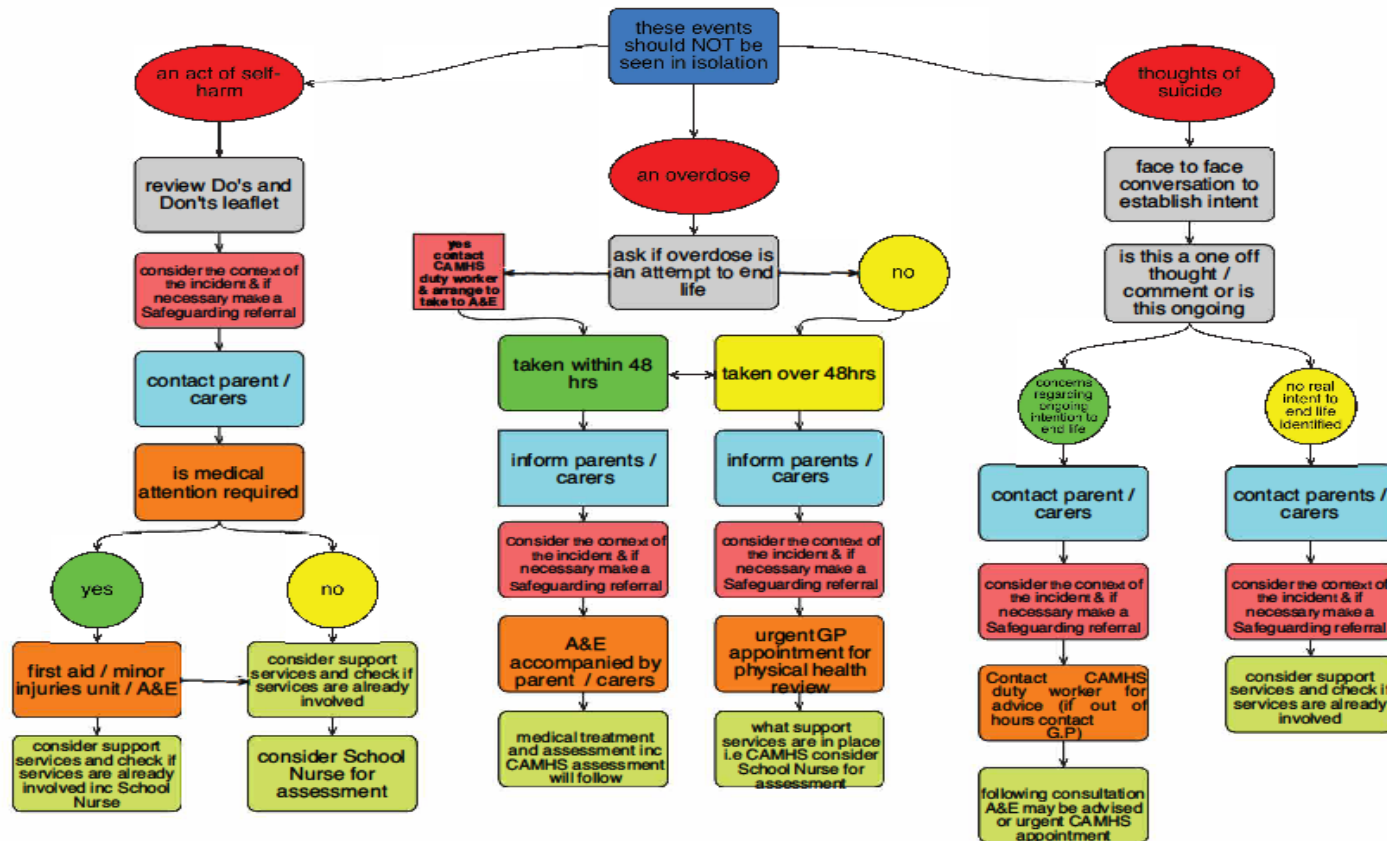 these events
should NOT be
seen in isolation
an act of self-
harm
review Do's and
Don'ts leaflet
consider the context of
the incident & if
necessary make a
Safeguarding referral
contact parent /
carers
is medical
attention required
yes
no
first aid / minor
injuries unit / A&E
consider support
services and check if
services are already
involved
consider support
services and check if
services are already
involved inc School
Nurse
consider School
Nurse for
assessment
an overdose
ask if overdose is
an attempt to end
life
yes
contact
CAMHS
duty worker
& arrange to
take to A&E
no
taken within 48
hrs
taken over 48hrs
inform parents /
carers
inform parents /
carers
Consider the context of
the incident & if
necessary make a
Safeguarding referral
consider the context of
the incident & if
necessary make a
Safeguarding referral
A&E
accompanied by
parent / carers
urgent GP
appointment for
physical health
review
medical treatment
and assessment inc
CAMHS assessment
will follow
what support
services are in place
i.e CAMHS consider
School Nurse for
assessment
thoughts of
suicide
face to face
conversation to
establish intent
is this a one off
thought /
comment or is
this ongoing
concerns
regarding
ongoing
intention to
end life
no real
intent to
end life
identified
contact parent /
carers
contact parents /
carers
consider the context of
the incident & if
necessary make a
Safeguarding referral
consider the context of
the incident & if
necessary make a
Safeguarding referral
Contact CAMHS
duty worker for
advice (if out of
hours contact
G.P)
consider support
services and check if
services are already
involved
following consultation
A&E may be advised
or urgent CAMHS
appointment